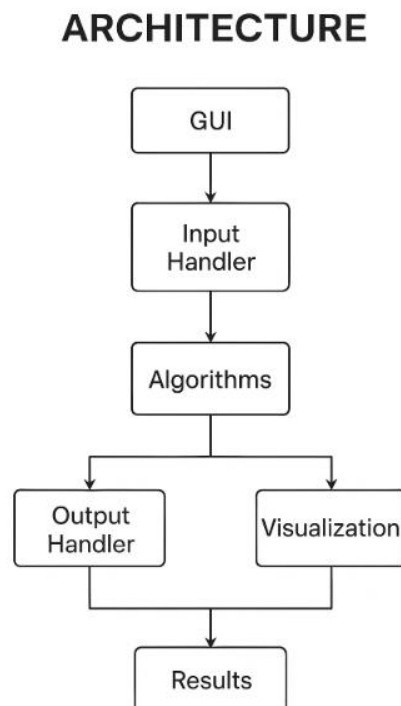 ARCHITECTURE
GUI
Input
Handler
Algorithms
Output
Handler
Visualization
Results